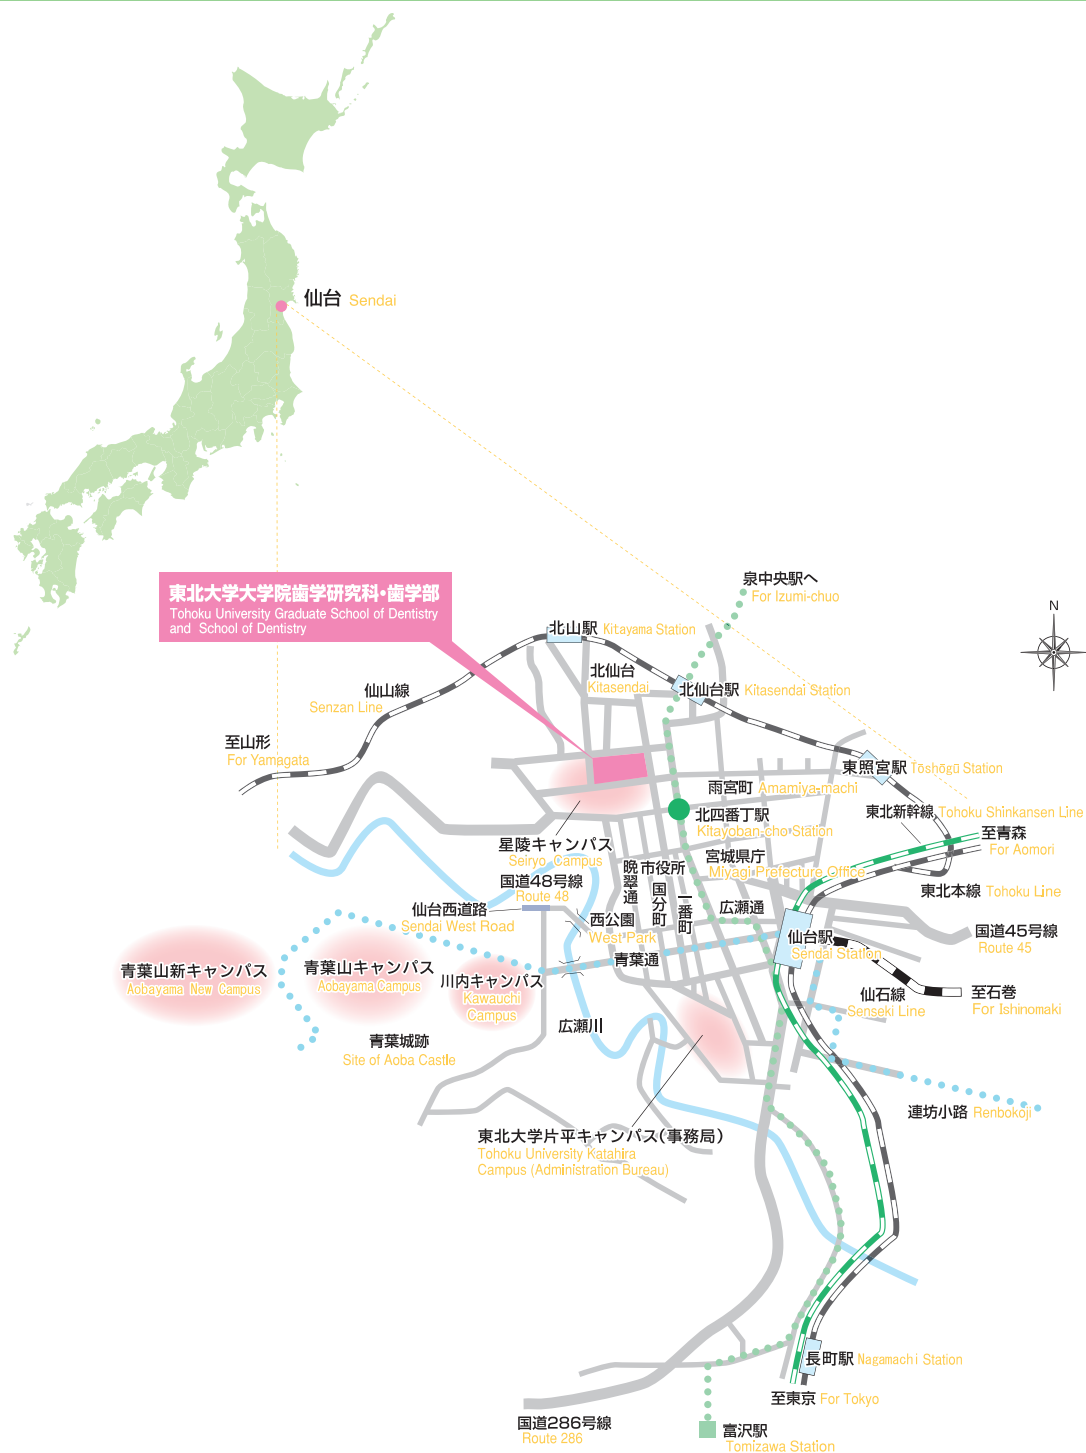 仙台 Sendai
泉中央駅へ
For Izumi-chuo
東北大学大学院歯学研究科・歯学部
Tohoku University Graduate School of Dentistry
and School of Dentistry
N
北山駅 Kitayama Station
北仙台
Kitasendai
北仙台駅 Kitasendai Station
仙山線
Senzan Line
至山形
For Yamagata
東照宮駅 Tōshōgū Station
雨宮町 Amamiya-machi
東北新幹線 Tohoku Shinkansen Line
北四番丁駅
Kitayoban-cho Station
至青森
For Aomori
星陵キャンパス
Seiryo Campus
宮城県庁
Miyagi Prefecture Office
晩翠通
市役所
国分町
一番町
国道48号線
Route 48
東北本線 Tohoku Line
仙台西道路
Sendai West Road
西公園
West Park
広瀬通
仙台駅
Sendai Station
国道45号線
Route 45
青葉通
青葉山新キャンパス
Aobayama New Campus
青葉山キャンパス
Aobayama Campus
川内キャンパス
Kawauchi
Campus
仙石線
Senseki Line
至石巻
For Ishinomaki
広瀬川
青葉城跡
Site of Aoba Castle
連坊小路 Renbokoji
東北大学片平キャンパス(事務局)
Tohoku University Katahira
Campus (Administration Bureau)
長町駅 Nagamachi Station
至東京 For Tokyo
国道286号線
Route 286
富沢駅
Tomizawa Station